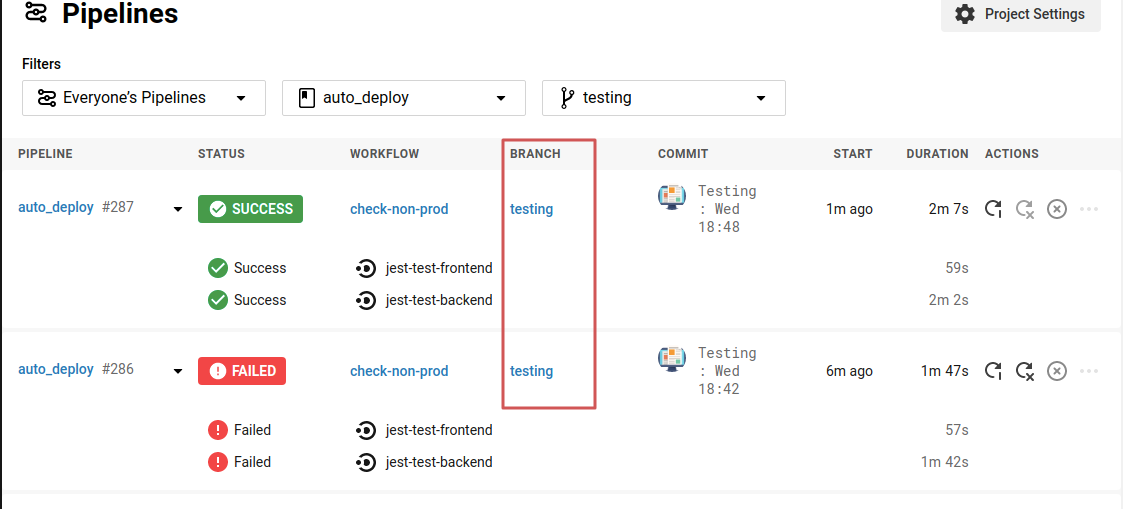 Pipelines
Project Settings
Filters
Everyone's Pipelines
auto_deploy
testing
PIPELINE STATUS WORKFLOW BRANCH COMMIT START DURATION ACTIONS
auto_deploy #287 SUCCESS check-non-prod testing Testing : Wed 18:48 1m ago 2m 7s
Success jest-test-frontend 59s
Success jest-test-backend 2m 2s
auto_deploy #286 FAILED check-non-prod testing Testing : Wed 18:42 6m ago 1m 47s
Failed jest-test-frontend 57s
Failed jest-test-backend 1m 42s